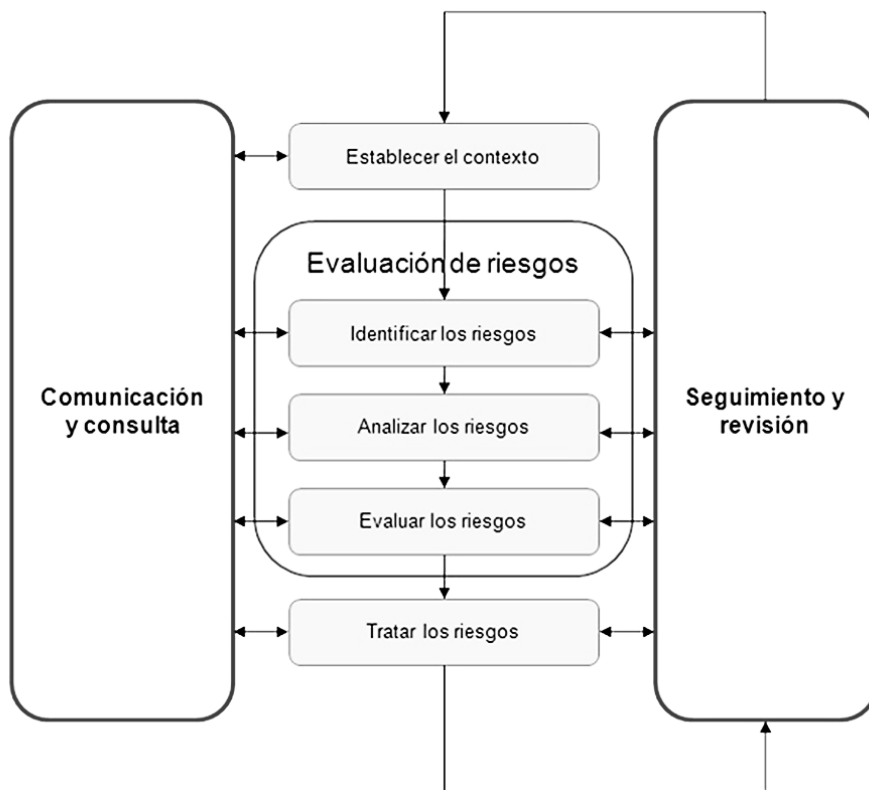 Establecer el contexto
Evaluación de riesgos
Identificar los riesgos
Analizar los riesgos
Evaluar los riesgos
Tratar los riesgos
Comunicación
y consulta
Seguimiento y
revisión